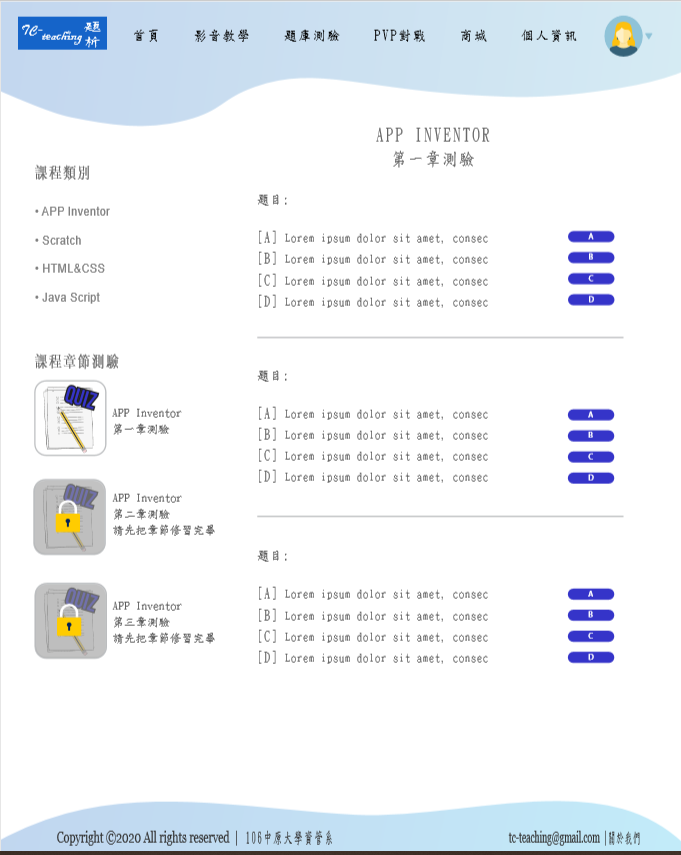 TC-teaching 題析
首頁 影音教學 題庫測驗 PVP對戰 商城 個人資訊
APP INVENTOR
第一章測驗
課程類別
• APP Inventor
• Scratch
• HTML&CSS
• Java Script
課程章節測驗
QUIZ
APP Inventor
第一章測驗
QUIZ
APP Inventor
第二章測驗
請先把章節修習完畢
QUIZ
APP Inventor
第三章測驗
請先把章節修習完畢
題目:
[A] Lorem ipsum dolor sit amet, consec A
[B] Lorem ipsum dolor sit amet, consec B
[C] Lorem ipsum dolor sit amet, consec C
[D] Lorem ipsum dolor sit amet, consec D
題目:
[A] Lorem ipsum dolor sit amet, consec A
[B] Lorem ipsum dolor sit amet, consec B
[C] Lorem ipsum dolor sit amet, consec C
[D] Lorem ipsum dolor sit amet, consec D
題目:
[A] Lorem ipsum dolor sit amet, consec A
[B] Lorem ipsum dolor sit amet, consec B
[C] Lorem ipsum dolor sit amet, consec C
[D] Lorem ipsum dolor sit amet, consec D
Copyright ©2020 All rights reserved | 106中原大學資管系
tc-teaching@gmail.com |關於我們